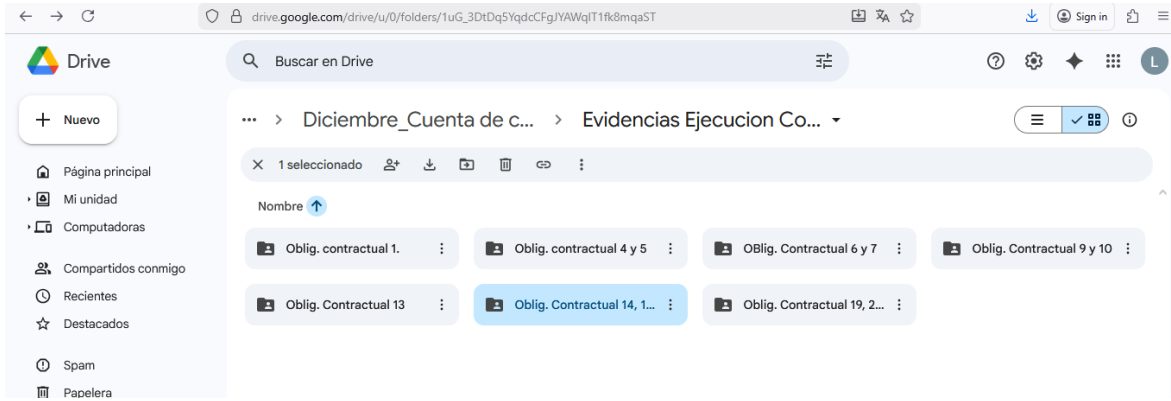 drive.google.com/drive/u/0/folders/1uG_3DtDq5YqdcCFgJYAWqIT1fk8mqaST
Sign in
Drive
Buscar en Drive
L
Nuevo
... > Diciembre_Cuenta de c... > Evidencias Ejecucion Co...
1 seleccionado
Página principal
Mi unidad
Computadoras
Compartidos conmigo
Recientes
Destacados
Spam
Papelera
Nombre
Oblig. contractual 1.
Oblig. contractual 4 y 5
OBlig. Contractual 6 y 7
Oblig. Contractual 9 y 10
Oblig. Contractual 13
Oblig. Contractual 14, 1...
Oblig. Contractual 19, 2...